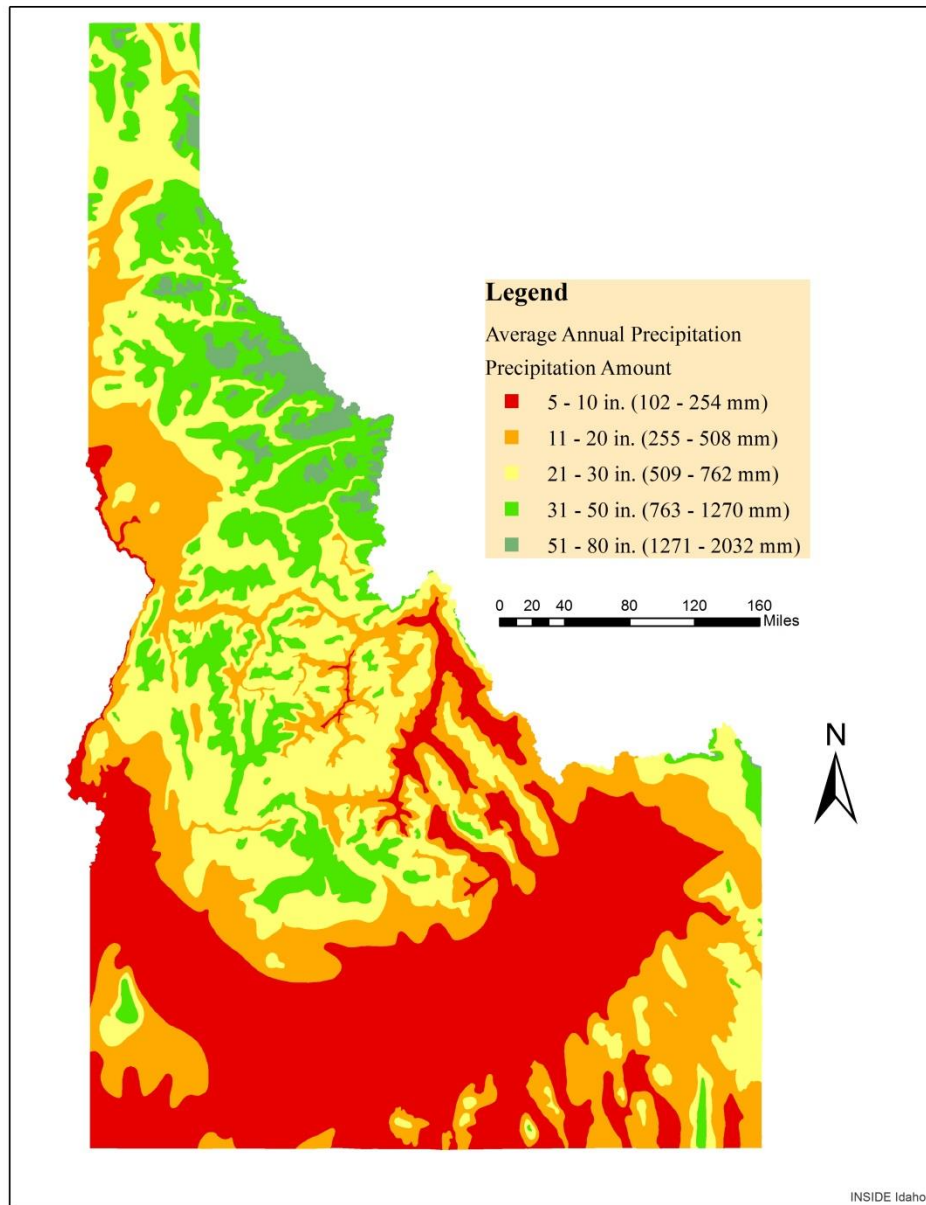 Legend
Average Annual Precipitation
Precipitation Amount
5 - 10 in. (102 - 254 mm)
11 - 20 in. (255 - 508 mm)
21 - 30 in. (509 - 762 mm)
31 - 50 in. (763 - 1270 mm)
51 - 80 in. (1271 - 2032 mm)
0 20 40 80 120 160
Miles
N
INSIDE Idaho